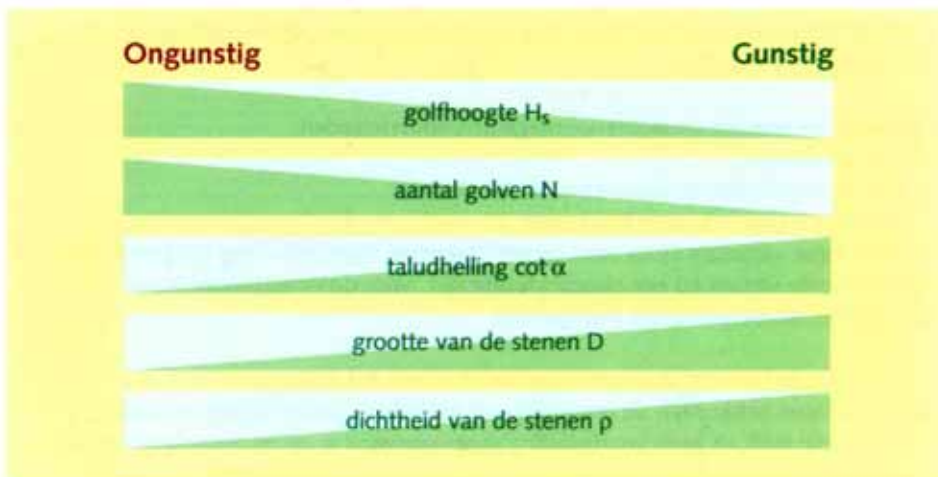 Ongunstig Gunstig
golfhoogte Hₛ
aantal golven N
taludhelling cot α
grootte van de stenen D
dichtheid van de stenen ρ